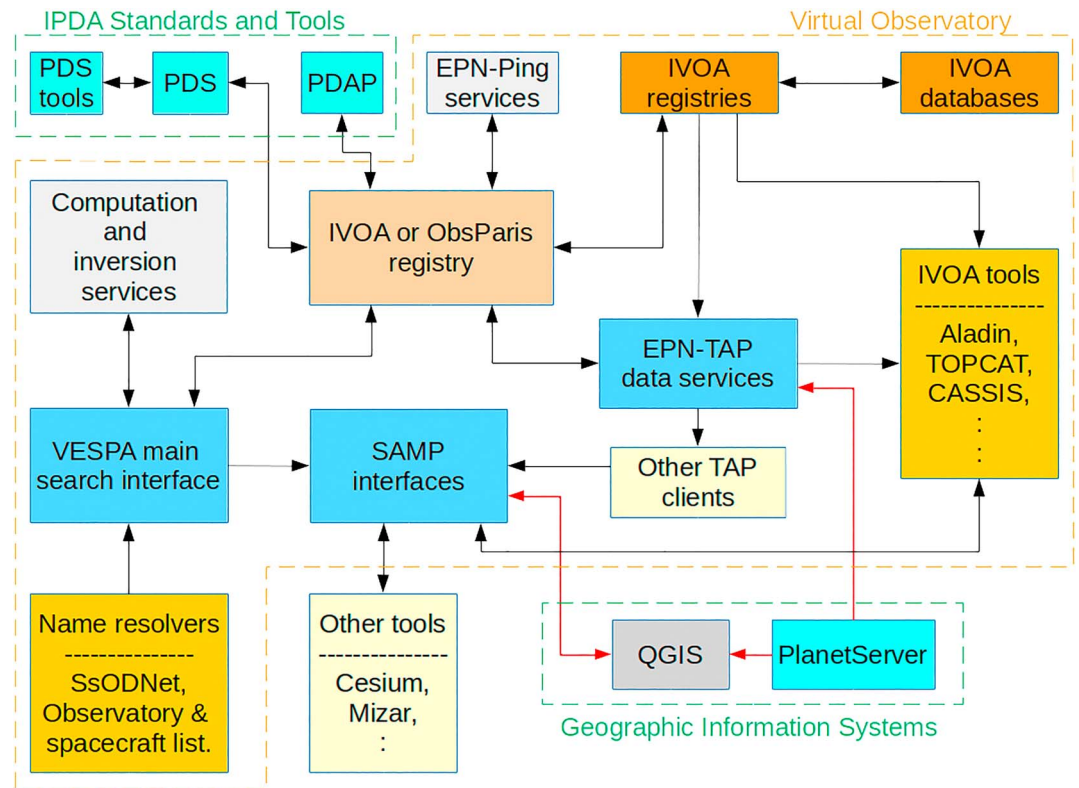 IPDA Standards and Tools
Virtual Observatory
PDS
tools
PDS
PDAP
EPN-Ping
services
IVOA
registries
IVOA
databases
Computation
and
inversion
services
IVOA or ObsParis
registry
IVOA tools
---------------
Aladin,
TOPCAT,
CASSIS,
:
:
:
EPN-TAP
data services
VESPA main
search interface
SAMP
interfaces
Other TAP
clients
Name resolvers
---------------
SsODNet,
Observatory &
spacecraft list.
Other tools
---------------
Cesium,
Mizar,
:
QGIS
PlanetServer
Geographic Information Systems